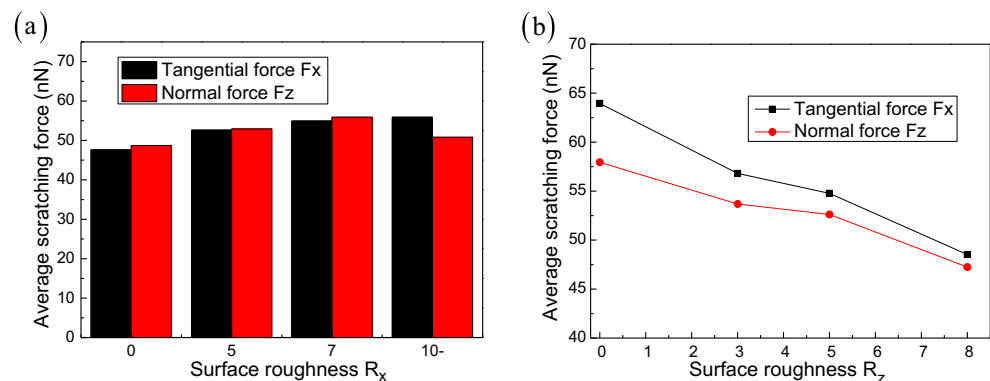 (a)
Average scratching force (nN)
70
60
50
40
30
20
10
0
Tangential force Fx
Normal force Fz
0 5 7 10-
Surface roughness Rx
(b)
Average scratching force (nN)
70
65
60
55
50
45
40
Tangential force Fx
Normal force Fz
0 1 2 3 4 5 6 7 8
Surface roughness Rz